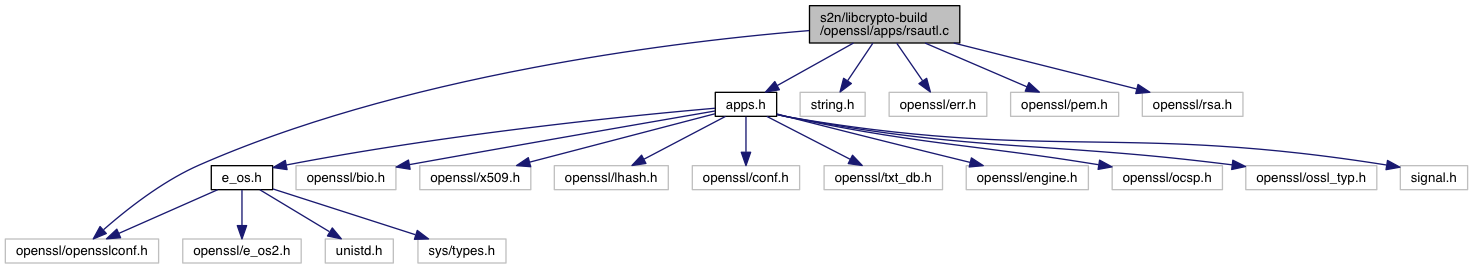 s2n/libcrypto-build
/openssl/apps/rsautl.c
apps.h
string.h
openssl/err.h
openssl/pem.h
openssl/rsa.h
e_os.h
openssl/bio.h
openssl/x509.h
openssl/lhash.h
openssl/conf.h
openssl/txt_db.h
openssl/engine.h
openssl/ocsp.h
openssl/ossl_typ.h
signal.h
openssl/opensslconf.h
openssl/e_os2.h
unistd.h
sys/types.h